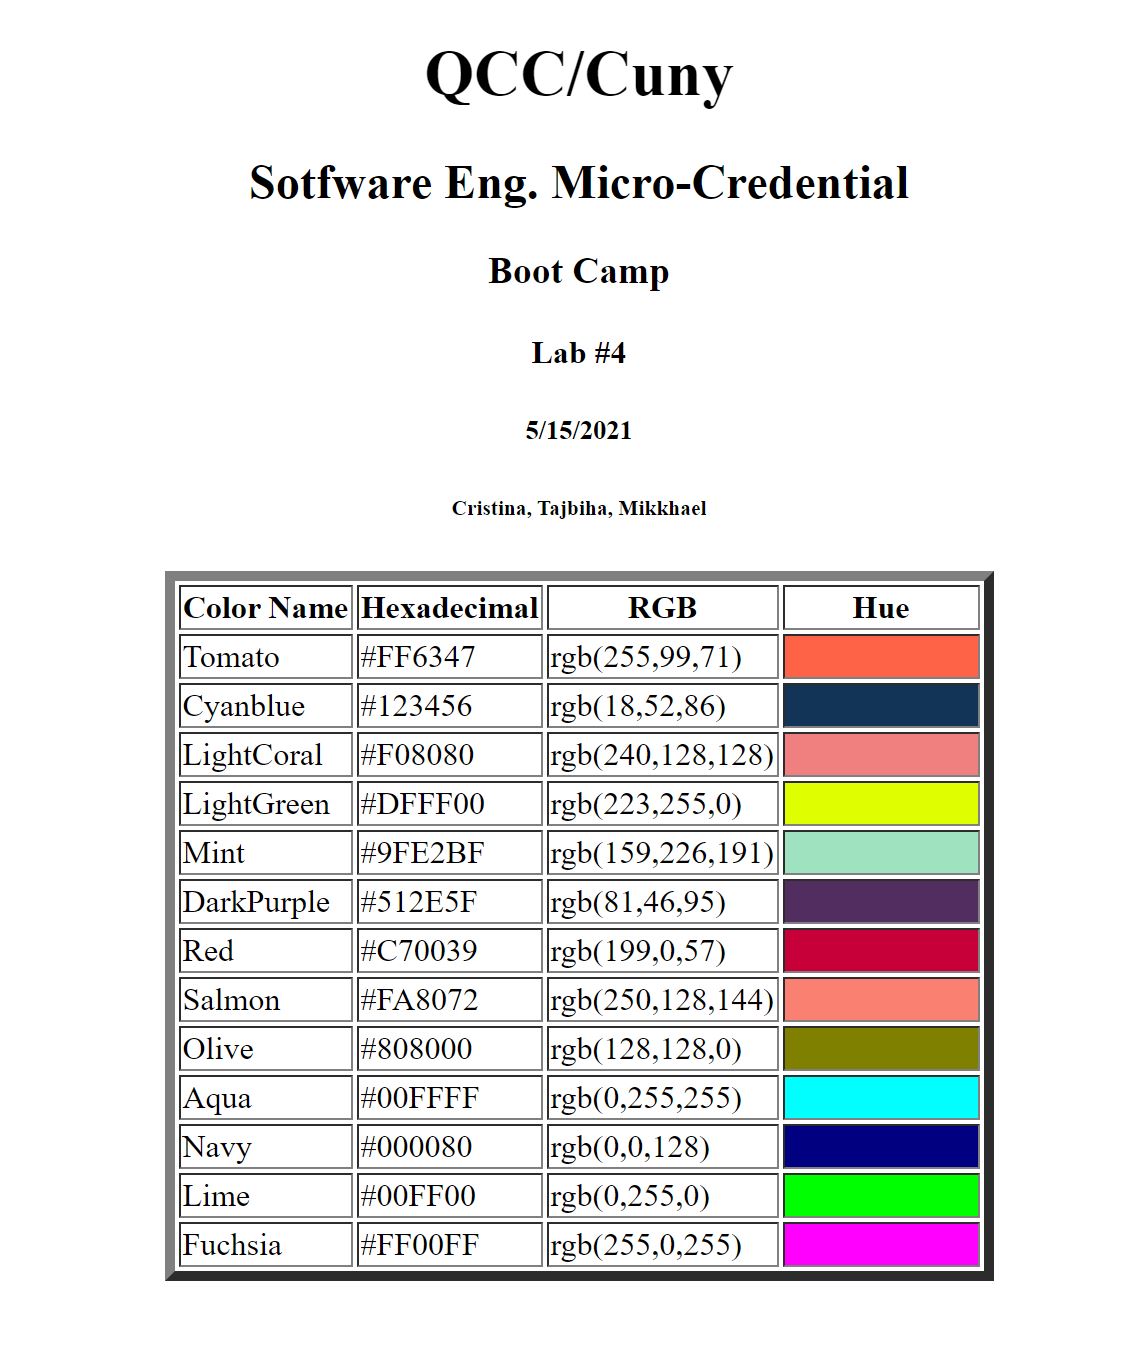 QCC/Cuny
Sotfware Eng. Micro-Credential
Boot Camp
Lab #4
5/15/2021
Cristina, Tajbiha, Mikkhael
Color Name Hexadecimal RGB Hue
Tomato #FF6347 rgb(255,99,71)
Cyanblue #123456 rgb(18,52,86)
LightCoral #F08080 rgb(240,128,128)
LightGreen #DFFF00 rgb(223,255,0)
Mint #9FE2BF rgb(159,226,191)
DarkPurple #512E5F rgb(81,46,95)
Red #C70039 rgb(199,0,57)
Salmon #FA8072 rgb(250,128,144)
Olive #808000 rgb(128,128,0)
Aqua #00FFFF rgb(0,255,255)
Navy #000080 rgb(0,0,128)
Lime #00FF00 rgb(0,255,0)
Fuchsia #FF00FF rgb(255,0,255)